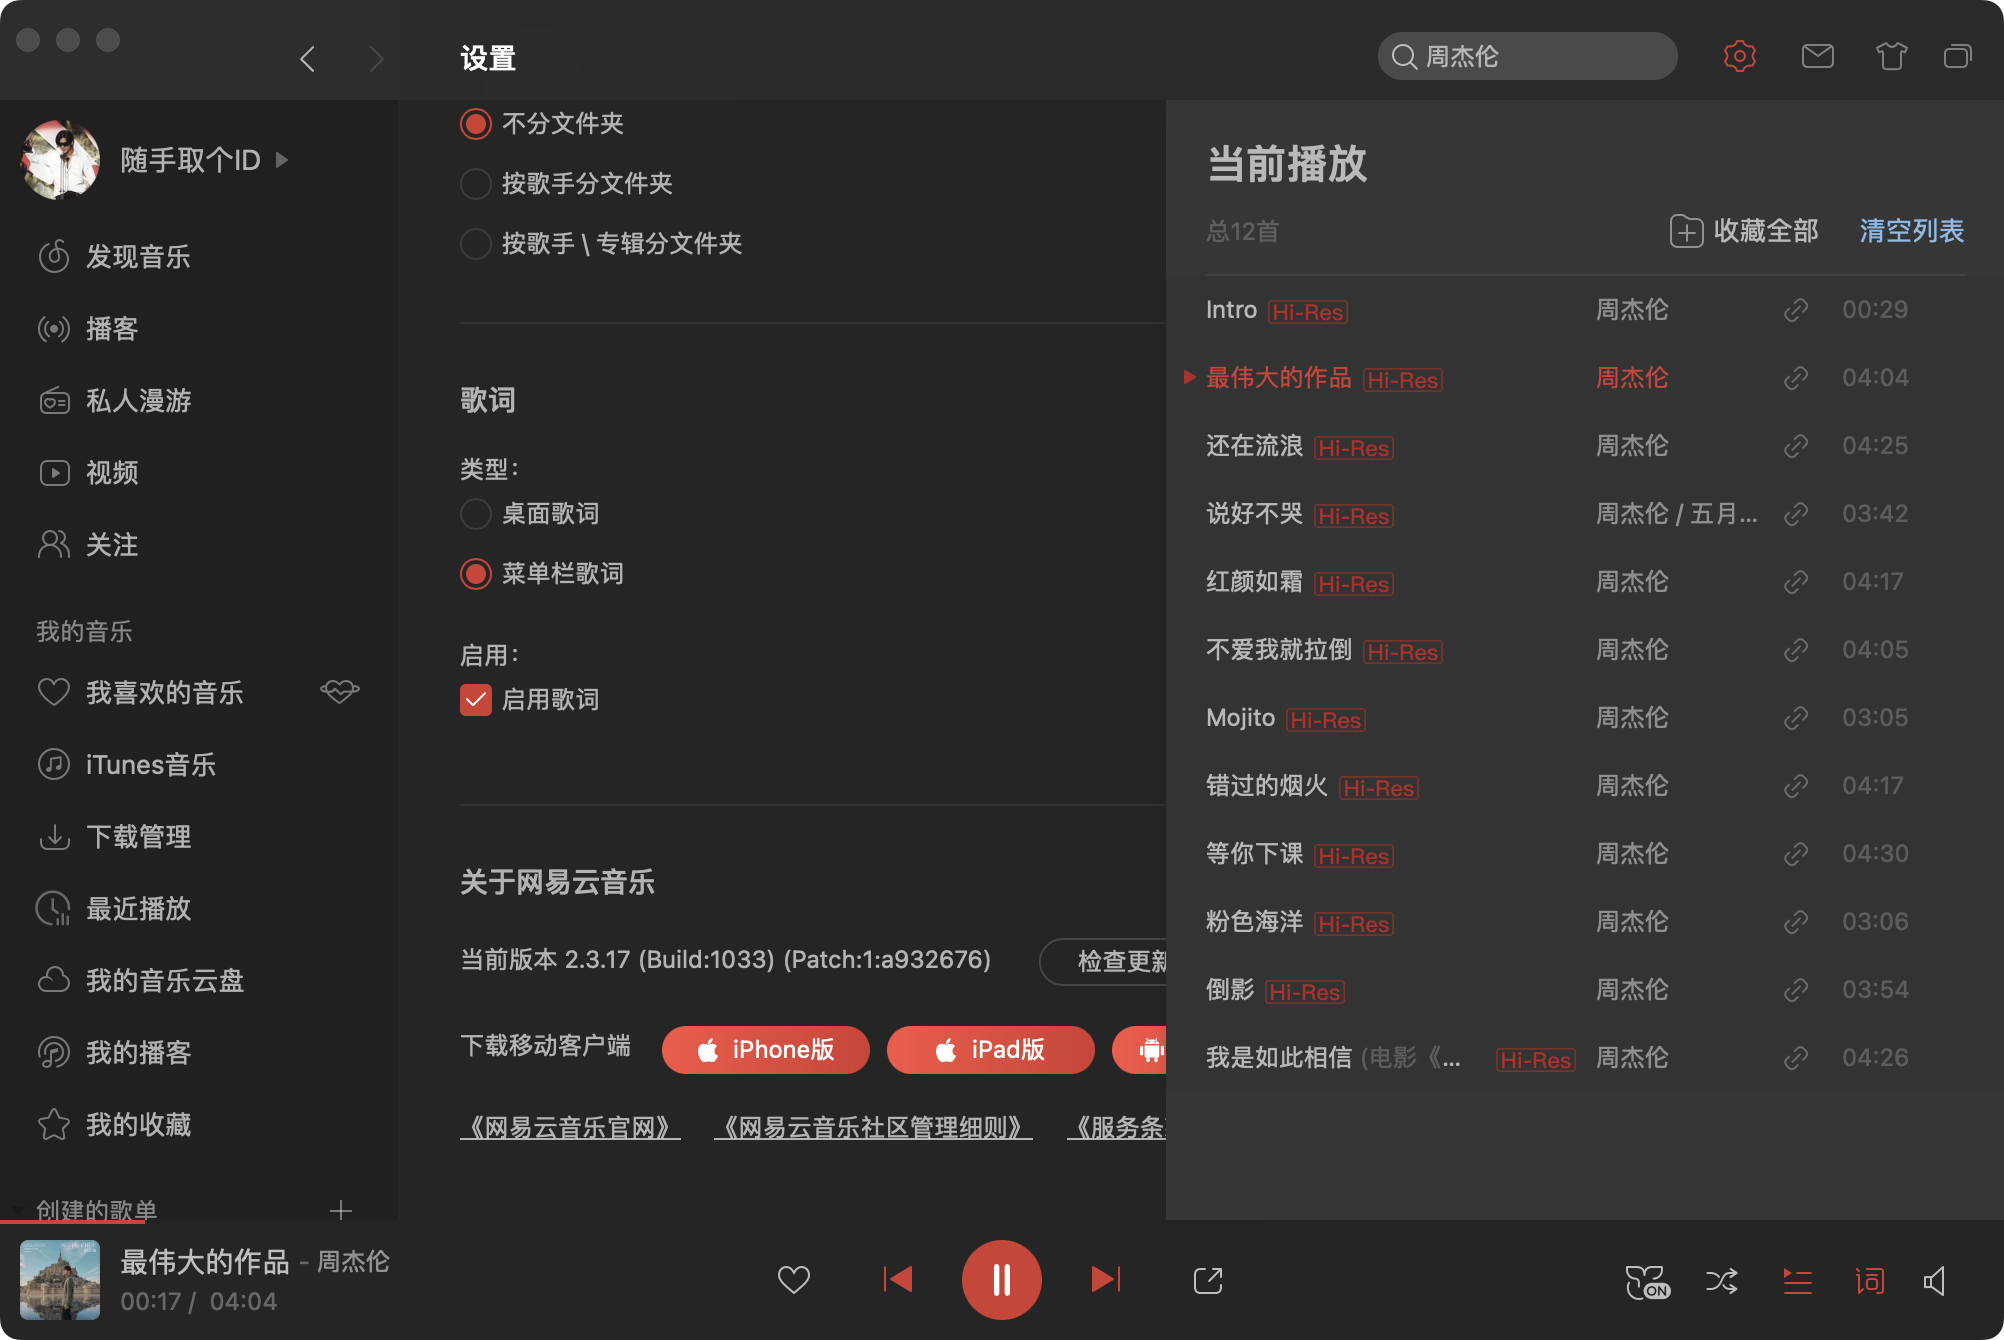 设置
周杰伦
随手取个ID
发现音乐
播客
私人漫游
视频
关注
我的音乐
我喜欢的音乐
iTunes音乐
下载管理
最近播放
我的音乐云盘
我的播客
我的收藏
创建的歌单
不分文件夹
按歌手分文件夹
按歌手 \ 专辑分文件夹
歌词
类型：
桌面歌词
菜单栏歌词
启用：
启用歌词
关于网易云音乐
当前版本 2.3.17 (Build:1033) (Patch:1:a932676) 检查更新
下载移动客户端 iPhone版 iPad版
《网易云音乐官网》 《网易云音乐社区管理细则》 《服务条
当前播放
总12首 收藏全部 清空列表
Intro Hi-Res 周杰伦 00:29
最伟大的作品 Hi-Res 周杰伦 04:04
还在流浪 Hi-Res 周杰伦 04:25
说好不哭 Hi-Res 周杰伦 / 五月... 03:42
红颜如霜 Hi-Res 周杰伦 04:17
不爱我就拉倒 Hi-Res 周杰伦 04:05
Mojito Hi-Res 周杰伦 03:05
错过的烟火 Hi-Res 周杰伦 04:17
等你下课 Hi-Res 周杰伦 04:30
粉色海洋 Hi-Res 周杰伦 03:06
倒影 Hi-Res 周杰伦 03:54
我是如此相信 (电影《... Hi-Res 周杰伦 04:26
最伟大的作品 - 周杰伦
00:17 / 04:04
ON
词